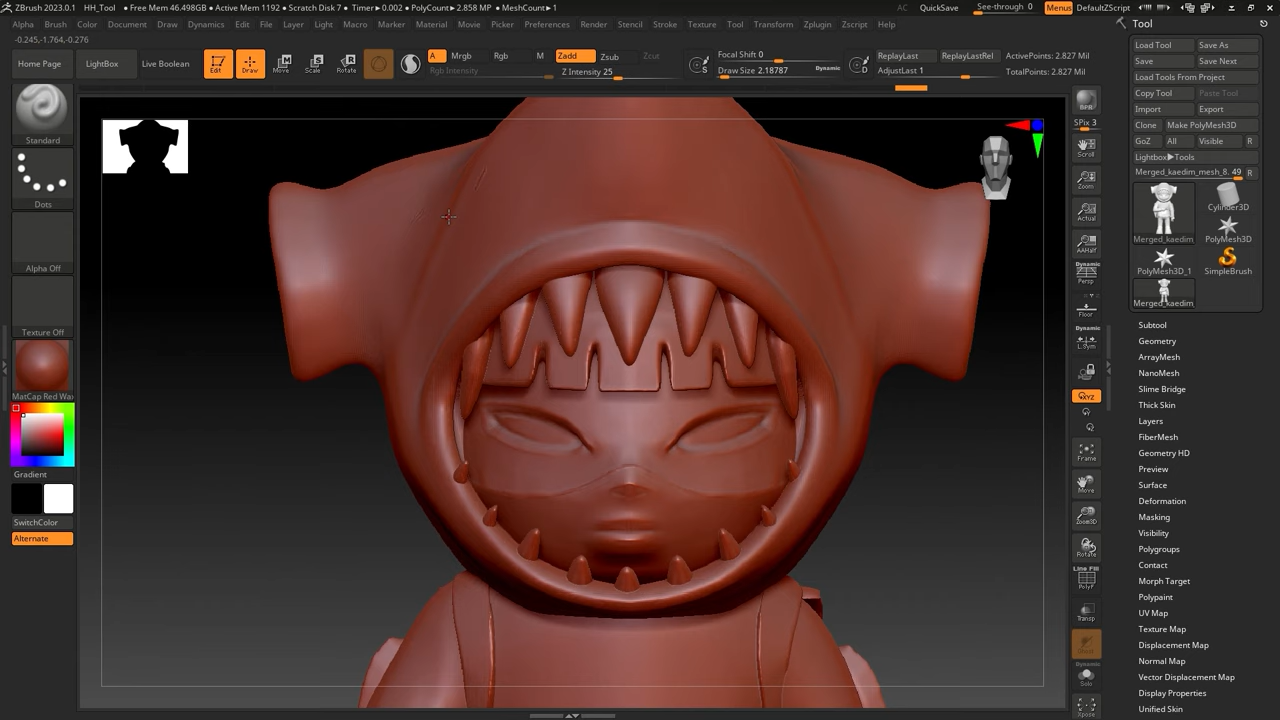 ZBrush 2023.0.1 HH_Tool • Free Mem 46.498GB • Active Mem 1192 • Scratch Disk 7 • Timer▶0.002 • PolyCount▶2.858 MP • MeshCount▶1 AC QuickSave See-through 0 Menus DefaultZScript
Alpha Brush Color Document Draw Dynamics Edit File Layer Light Macro Marker Material Movie Picker Preferences Render Stencil Stroke Texture Tool Transform Zplugin Zscript Help
-0.245,-1.764,-0.276
Home Page LightBox Live Boolean Edit Draw Move Scale Rotate A Mrgb Rgb M Zadd Zsub Zcut
Rgb Intensity Z Intensity 25
Focal Shift 0
Draw Size 2.18787 Dynamic
S
D
ReplayLast ReplayLastRel ActivePoints: 2.827 Mil
AdjustLast 1 TotalPoints: 2.827 Mil
Standard
Dots
Alpha Off
Texture Off
MatCap Red Wa
Gradient
SwitchColor
Alternate
BPR
SPix 3
Scroll
Zoom
Actual
AAHalf
Dynamic
Persp
Floor
Dynamic
L.Sym
XYZ
Frame
Move
Zoom3D
Rotate
Line Fill
PolyF
Transp
Dynamic
Solo
Xpose
Tool
Load Tool Save As
Save Save Next
Load Tools From Project
Copy Tool Paste Tool
Import Export
Clone Make PolyMesh3D
GoZ All Visible R
Lightbox▶Tools
Merged_kaedim_mesh_8. 49 R
Merged_kaedim
Cylinder3D
PolyMesh3D
PolyMesh3D_1
SimpleBrush
Merged_kaedim
Subtool
Geometry
ArrayMesh
NanoMesh
Slime Bridge
Thick Skin
Layers
FiberMesh
Geometry HD
Preview
Surface
Deformation
Masking
Visibility
Polygroups
Contact
Morph Target
Polypaint
UV Map
Texture Map
Displacement Map
Normal Map
Vector Displacement Map
Display Properties
Unified Skin